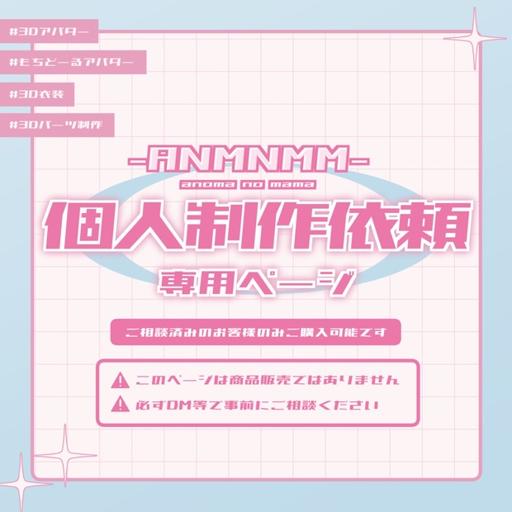 #3Dアバター
#もちどーるアバター
#3D衣装
#3Dパーツ制作
-ANMNMM-
anoma no mama
個人制作依頼
専用ページ
ご相談済みのお客様のみご購入可能です
このページは商品販売ではありません
必ずDM等で事前にご相談ください